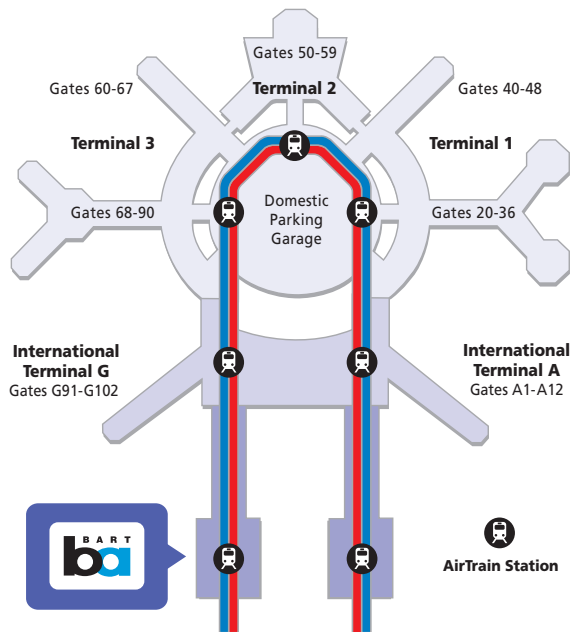 Gates 50-59
Terminal 2
Gates 60-67
Gates 40-48
Terminal 3
Terminal 1
Gates 68-90
Domestic
Parking
Garage
Gates 20-36
International
Terminal G
Gates G91-G102
International
Terminal A
Gates A1-A12
BART
ba
AirTrain Station